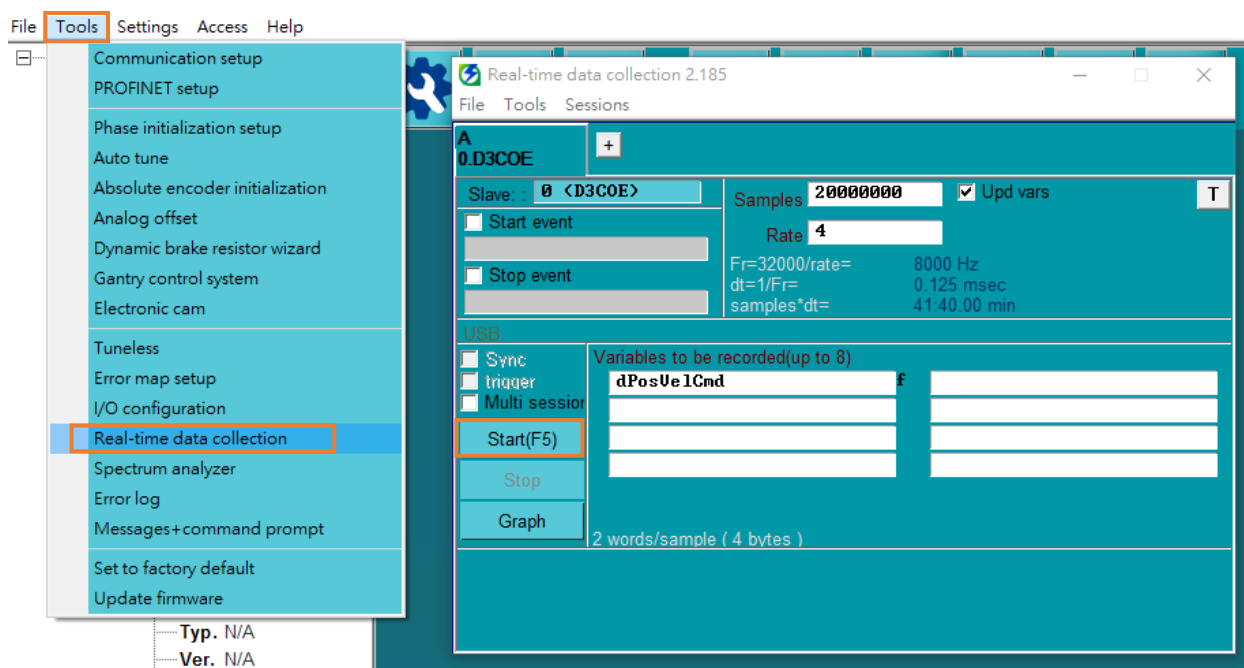 File Tools Settings Access Help
Communication setup
PROFINET setup
Phase initialization setup
Auto tune
Absolute encoder initialization
Analog offset
Dynamic brake resistor wizard
Gantry control system
Electronic cam
Tuneless
Error map setup
I/O configuration
Real-time data collection
Spectrum analyzer
Error log
Messages+command prompt
Set to factory default
Update firmware
Typ. N/A
Ver. N/A
Real-time data collection 2.185
File Tools Sessions
A
0.D3COE
+
Slave: : 0 <D3COE>
Start event
Stop event
Samples 20000000
Upd vars
T
Rate 4
Fr=32000/rate= 8000 Hz
dt=1/Fr= 0.125 msec
samples*dt= 41:40.00 min
USB
Sync
trigger
Multi session
Start(F5)
Stop
Graph
Variables to be recorded(up to 8)
dPosVelCmd f
2 words/sample ( 4 bytes )